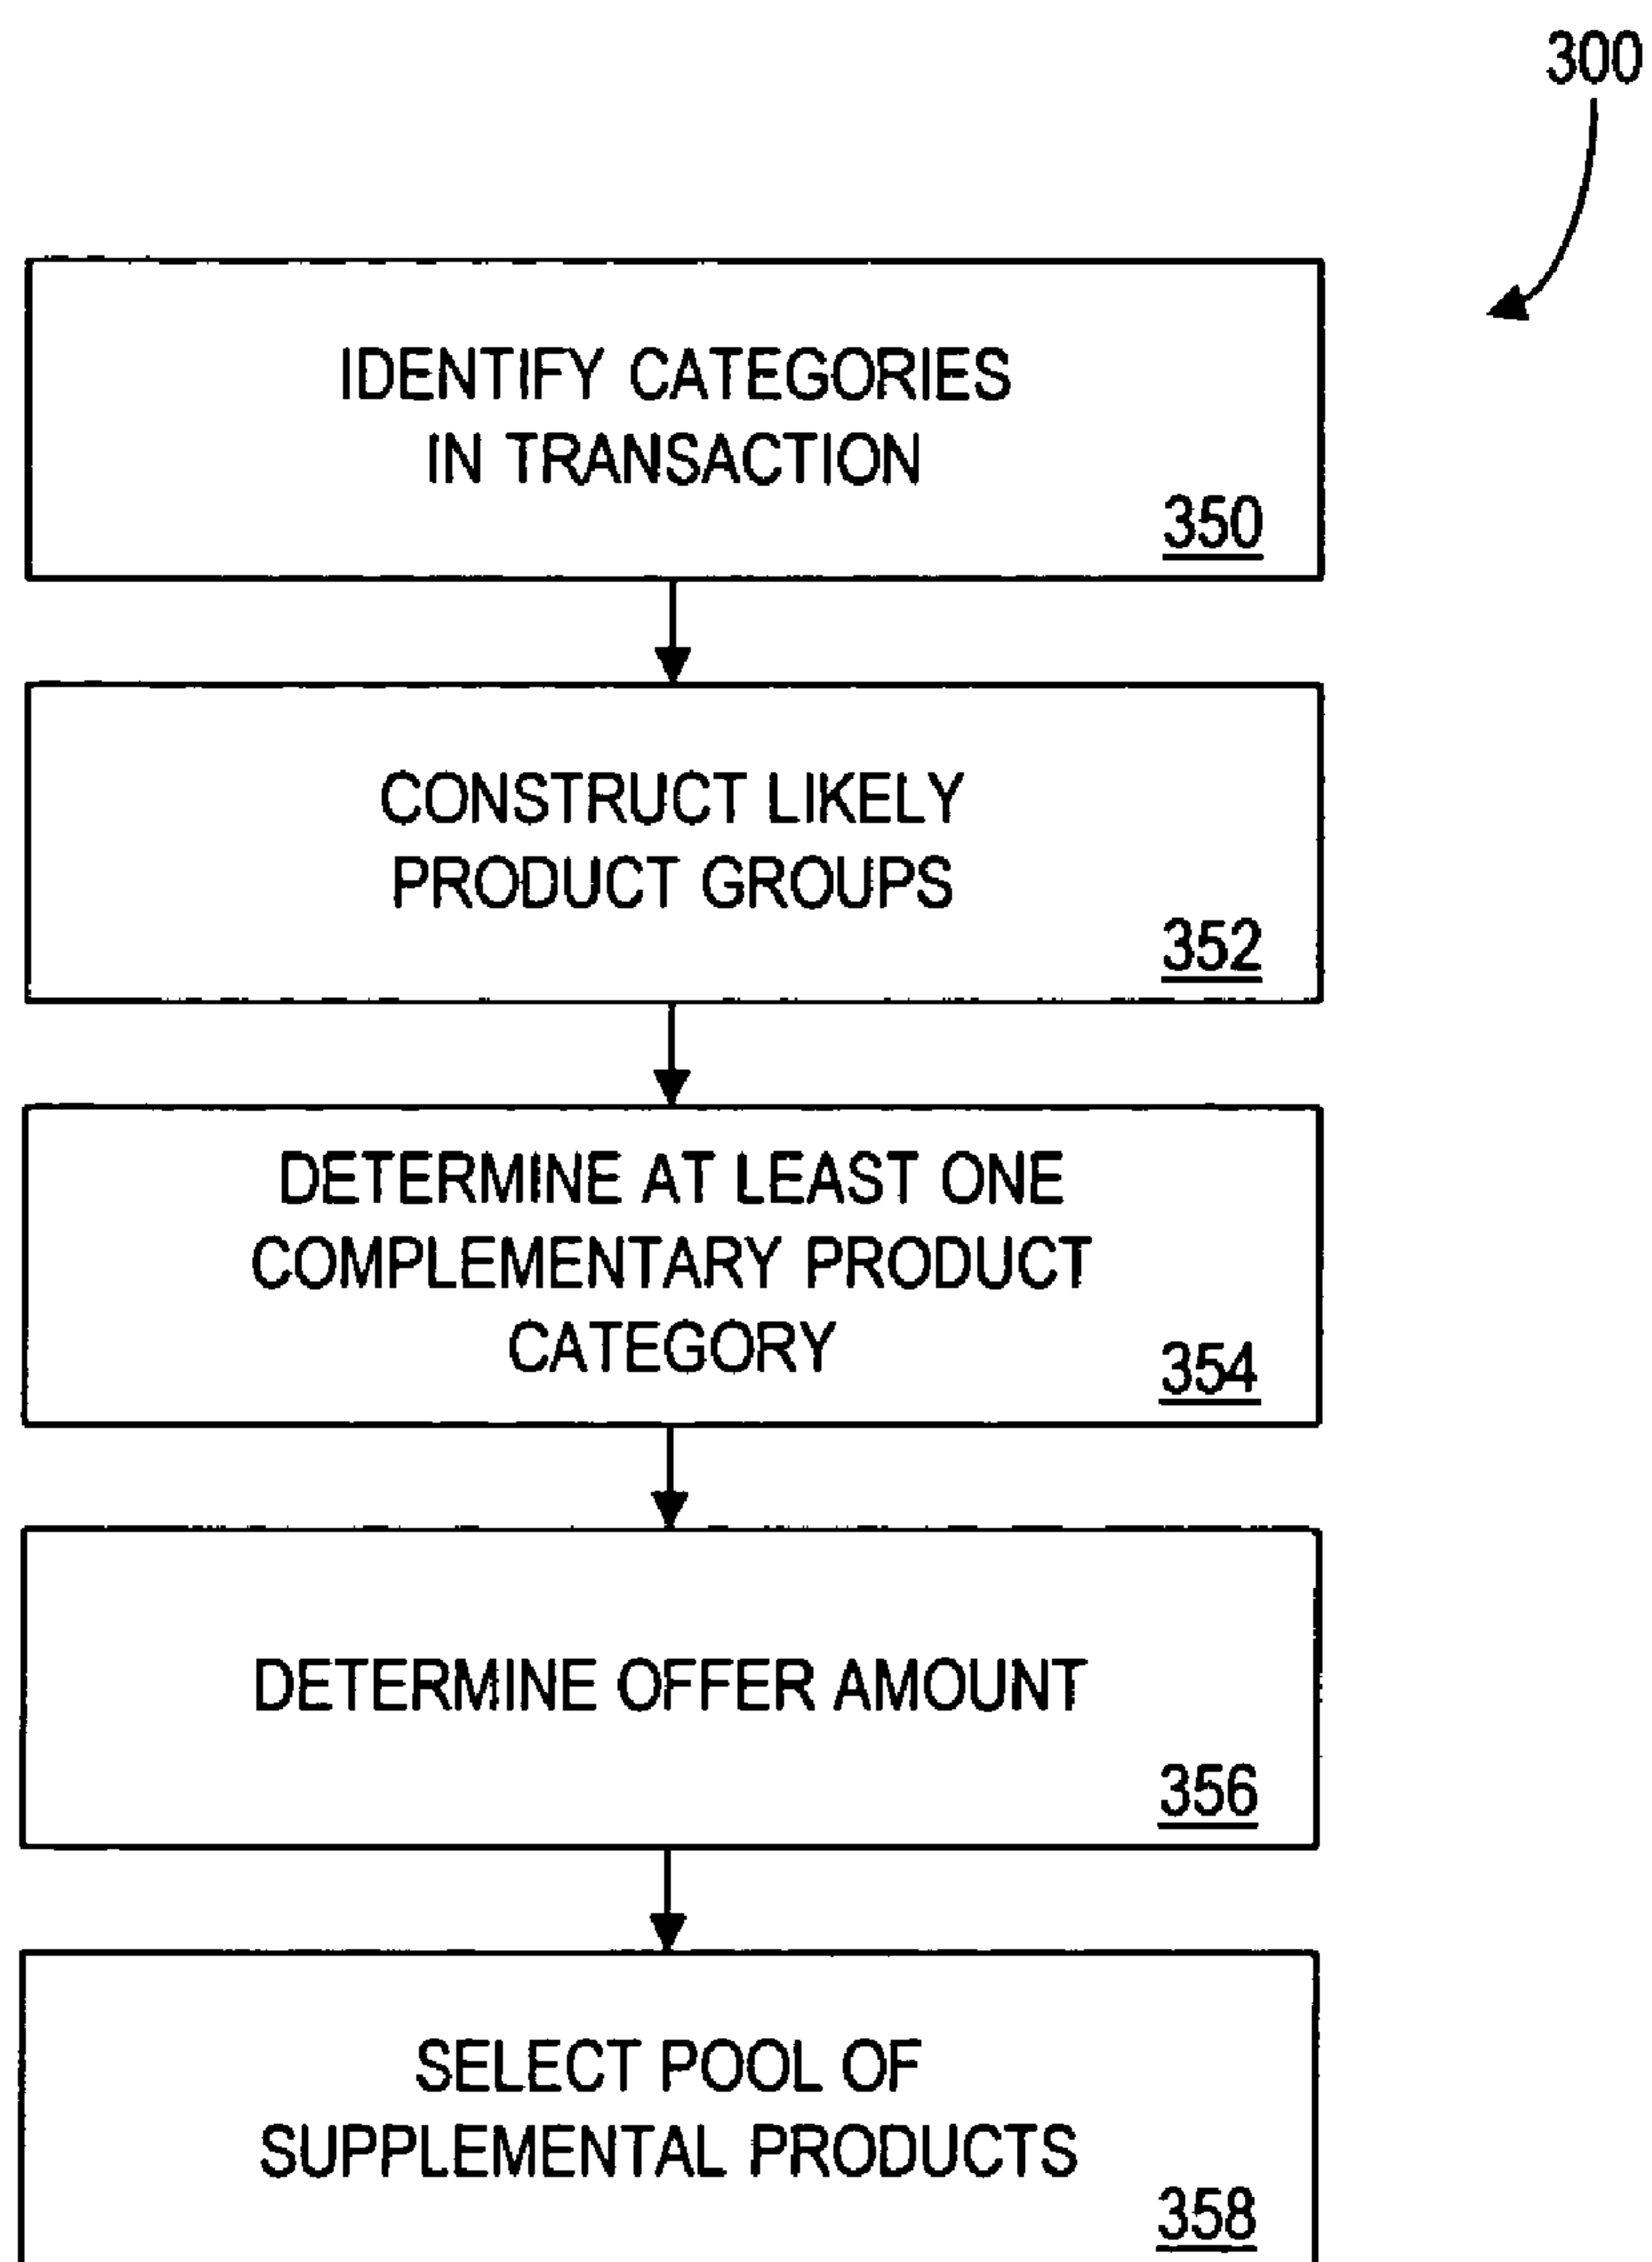 300
IDENTIFY CATEGORIES
IN TRANSACTION
350
CONSTRUCT LIKELY
PRODUCT GROUPS
352
DETERMINE AT LEAST ONE
COMPLEMENTARY PRODUCT
CATEGORY
354
DETERMINE OFFER AMOUNT
356
SELECT POOL OF
SUPPLEMENTAL PRODUCTS
358